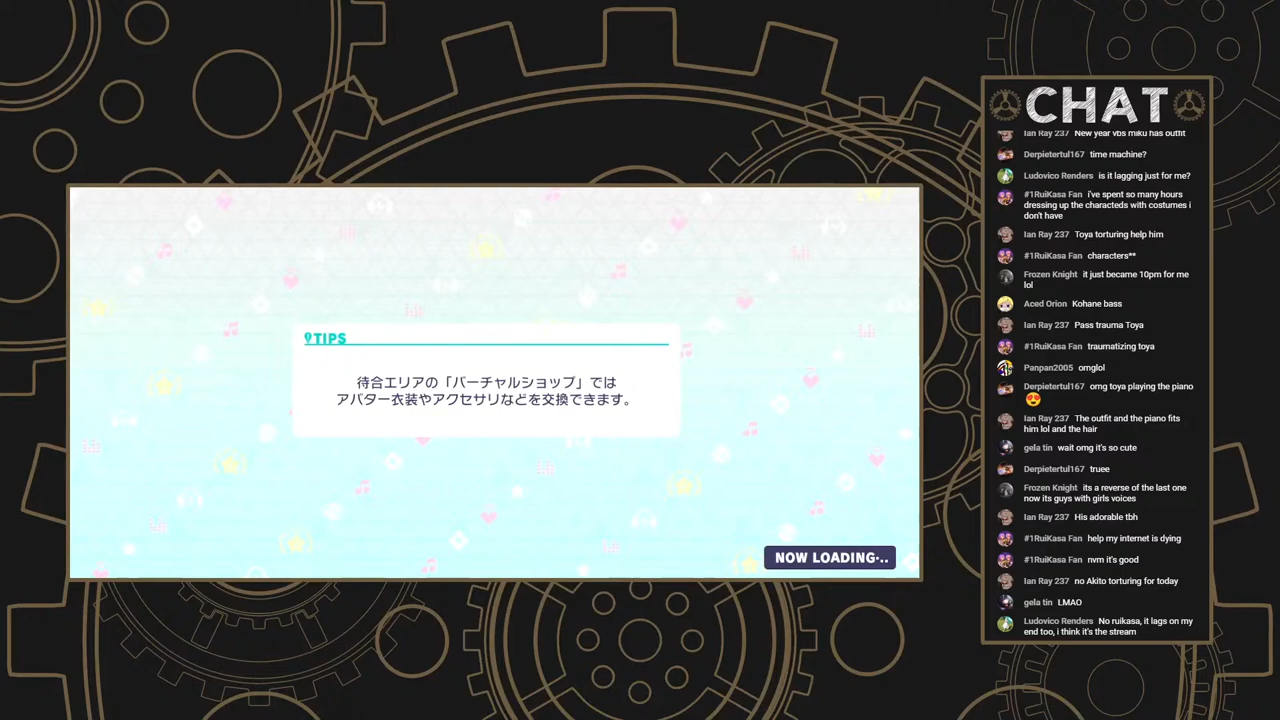 TIPS
待合エリアの「バーチャルショップ」では
アバター衣装やアクセサリなどを交換できます。
NOW LOADING...
CHAT
Ian Ray 237 New year vbs miku has outfit
Derpietertul167 time machine?
Ludovico Renders is it lagging just for me?
#1RuiKasa Fan i've spent so many hours
dressing up the characteds with costumes i
don't have
Ian Ray 237 Toya torturing help him
#1RuiKasa Fan characters**
Frozen Knight it just became 10pm for me
lol
Aced Orion Kohane bass
Ian Ray 237 Pass trauma Toya
#1RuiKasa Fan traumatizing toya
Panpan2005 omglol
Derpietertul167 omg toya playing the piano
😍
Ian Ray 237 The outfit and the piano fits
him lol and the hair
gela tin wait omg it's so cute
Derpietertul167 truee
Frozen Knight its a reverse of the last one
now its guys with girls voices
Ian Ray 237 His adorable tbh
#1RuiKasa Fan help my internet is dying
#1RuiKasa Fan nvm it's good
Ian Ray 237 no Akito torturing for today
gela tin LMAO
Ludovico Renders No ruikasa, it lags on my
end too, i think it's the stream